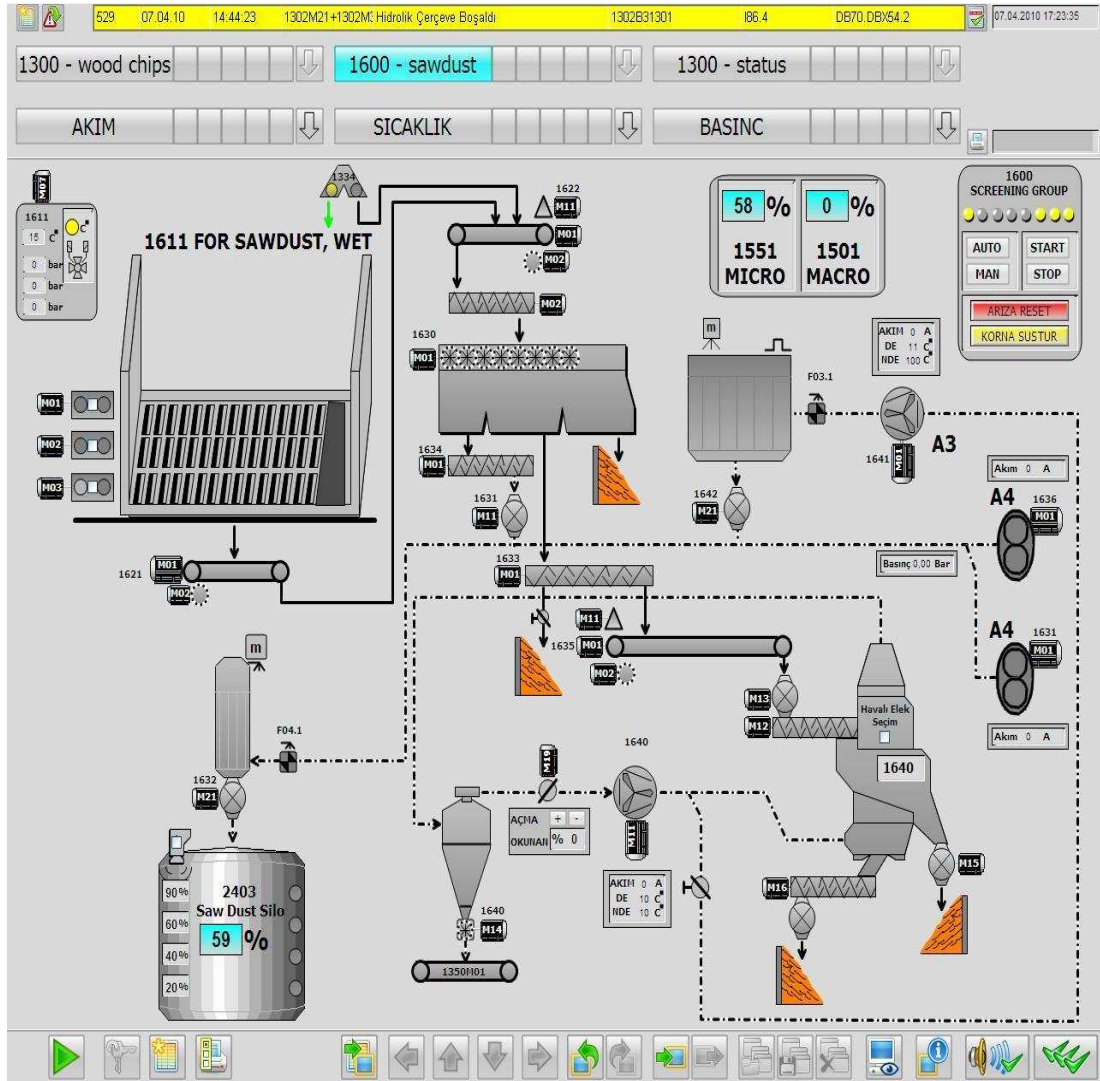 529 07.04.10 14:44:23 1302M21+1302M: Hidrolik Çerçeve Boşaldı 1302B31301 I86.4 DB70.DBX54.2 07.04.2010 17:23:35
1300 - wood chips 1600 - sawdust 1300 - status
AKIM SICAKLIK BASINC
M07
1611
15 C
0 bar
0 bar
0 bar
C
1334
1611 FOR SAWDUST, WET
1622
M11
M01
M02
M02
58 % 0 %
1551 1501
MICRO MACRO
1600
SCREENING GROUP
AUTO START
MAN STOP
ARIZA RESET
KORNA SUSTUR
1630
M01
m
AKIM 0 A
DE 11 C
NDE 100 C
F03.1
A3
1641
M01
M01
M02
M03
1634
M01
1631
M11
1642
M21
Akım 0 A
A4 1636
M01
Basınç 0,00 Bar
1621
M01
M02
1633
M01
M11
1635 M01
M02
A4 1631
M01
Akım 0 A
m
F04.1
1632
M21
M13
M12
Havalı Elek
Seçim
1640
M19
1640
AÇMA + -
OKUNAN % 0
M11
AKIM 0 A
DE 10 C
NDE 10 C
M15
M16
90% 2403
Saw Dust Silo
60%
59 %
40%
20%
1640
M14
1350M01